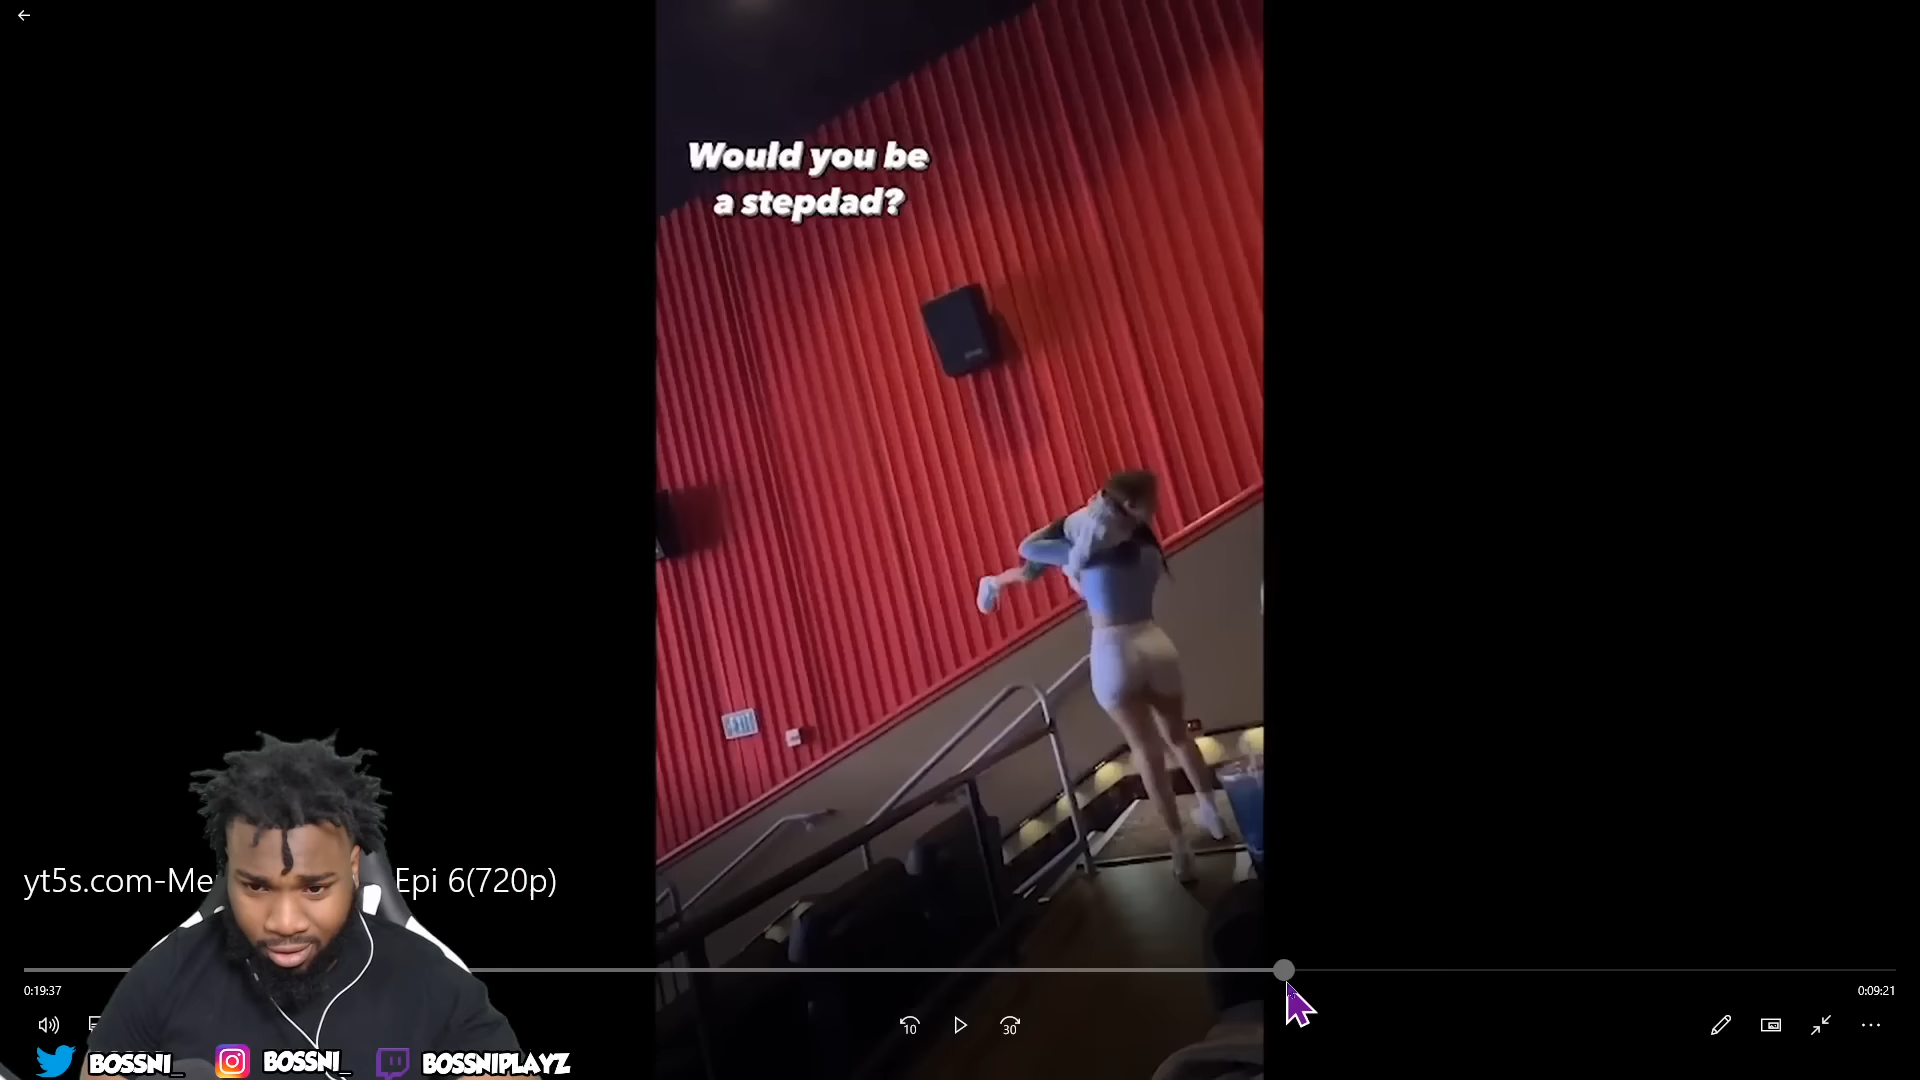 Would you be
a stepdad?
yt5s.com-Me
Epi 6(720p)
0:19:37
0:09:21
10
30
BOSSNI_
BOSSNI_
BOSSNIPLAYZ